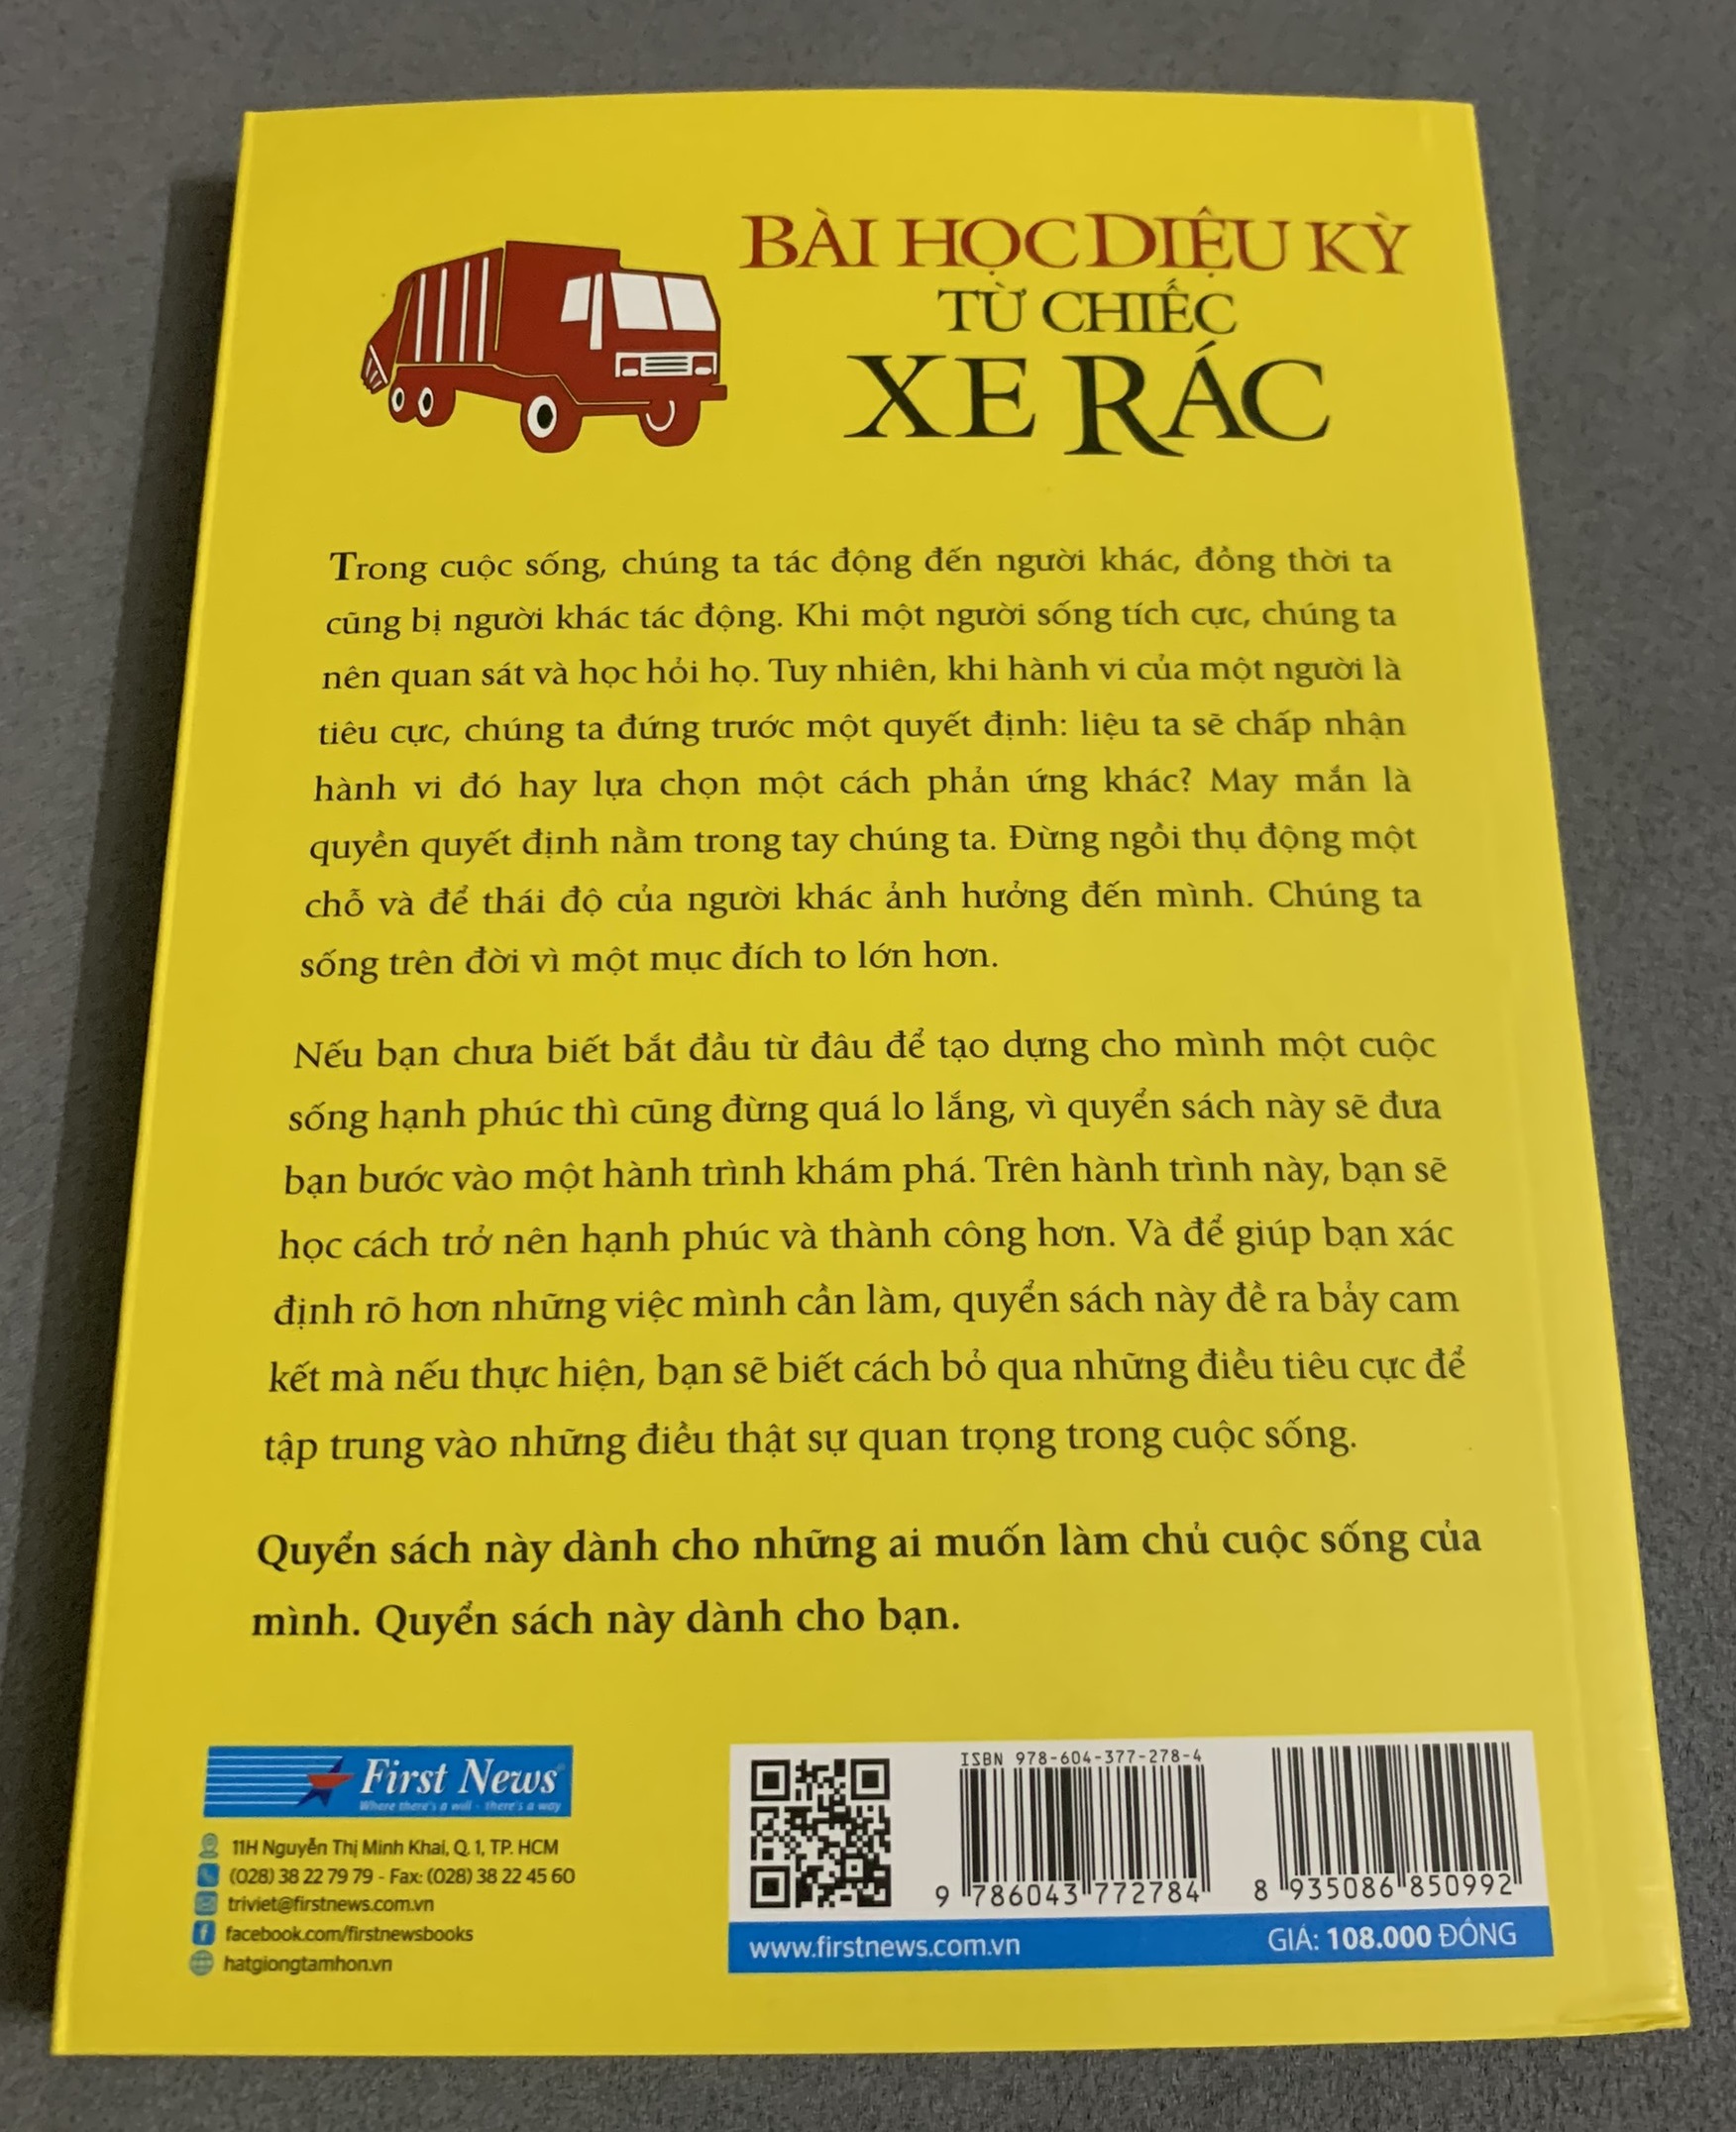 BÀI HỌC DIỆU KỲ
TỪ CHIẾC
XE RÁC
Trong cuộc sống, chúng ta tác động đến người khác, đồng thời ta
cũng bị người khác tác động. Khi một người sống tích cực, chúng ta
nên quan sát và học hỏi họ. Tuy nhiên, khi hành vi của một người là
tiêu cực, chúng ta đứng trước một quyết định: liệu ta sẽ chấp nhận
hành vi đó hay lựa chọn một cách phản ứng khác? May mắn là
quyền quyết định nằm trong tay chúng ta. Đừng ngồi thụ động một
chỗ và để thái độ của người khác ảnh hưởng đến mình. Chúng ta
sống trên đời vì một mục đích to lớn hơn.
Nếu bạn chưa biết bắt đầu từ đâu để tạo dựng cho mình một cuộc
sống hạnh phúc thì cũng đừng quá lo lắng, vì quyển sách này sẽ đưa
bạn bước vào một hành trình khám phá. Trên hành trình này, bạn sẽ
học cách trở nên hạnh phúc và thành công hơn. Và để giúp bạn xác
định rõ hơn những việc mình cần làm, quyển sách này đề ra bảy cam
kết mà nếu thực hiện, bạn sẽ biết cách bỏ qua những điều tiêu cực để
tập trung vào những điều thật sự quan trọng trong cuộc sống.
Quyển sách này dành cho những ai muốn làm chủ cuộc sống của
mình. Quyển sách này dành cho bạn.
First News
Where there's a will - there's a way
11H Nguyễn Thị Minh Khai, Q. 1, TP. HCM
(028) 38 22 79 79 - Fax: (028) 38 22 45 60
triviet@firstnews.com.vn
facebook.com/firstnewsbooks
hatgiongtamhon.vn
ISBN 978-604-377-278-4
9 786043 772784
8 935086 850992
www.firstnews.com.vn
GIÁ: 108.000 ĐỒNG